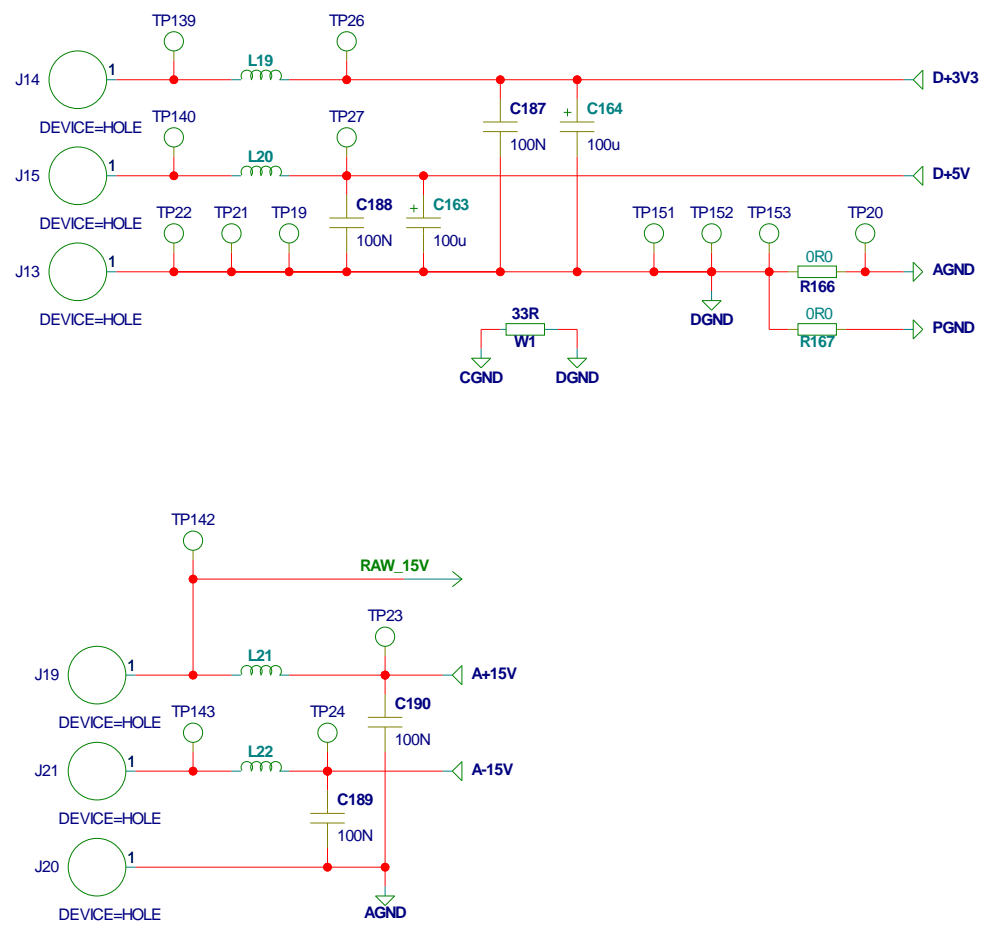 TP139 TP26
J14 1 L19 D+3V3
DEVICE=HOLE
C187 + C164
100N 100u
TP140 TP27
J15 1 L20 D+5V
DEVICE=HOLE
TP22 TP21 TP19 C188 + C163 TP151 TP152 TP153 TP20
100N 100u
J13 1 0R0 AGND
R166
DEVICE=HOLE
33R DGND 0R0 PGND
W1 R167
CGND DGND
TP142
RAW_15V
TP23
J19 1 L21 A+15V
DEVICE=HOLE
C190
TP143 TP24 100N
J21 1 L22 A-15V
DEVICE=HOLE
C189
100N
J20 1
DEVICE=HOLE
AGND